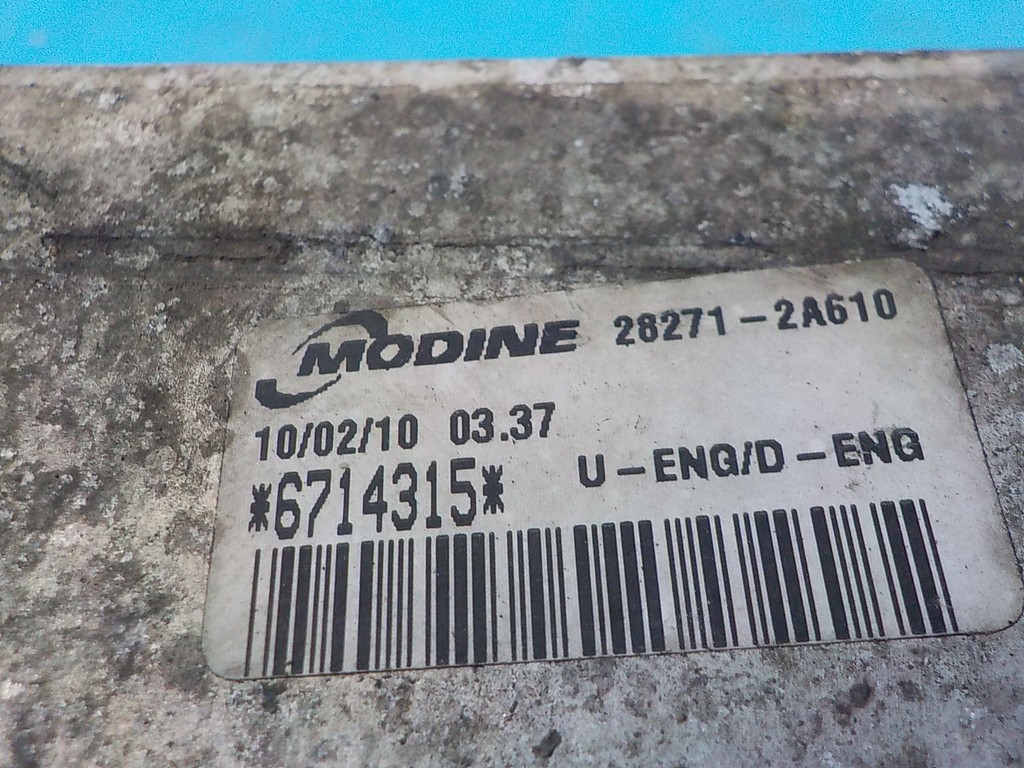 MODINE 28271-2A610
10/02/10 03.37
*6714315* U-ENG/D-ENG